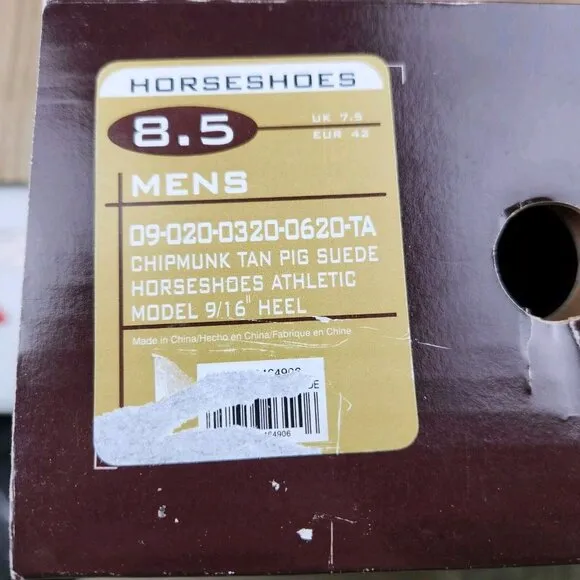 HORSESHOES
8.5
UK 7.5
EUR 42
MENS
09-020-0320-0620-TA
CHIPMUNK TAN PIG SUEDE
HORSESHOES ATHLETIC
MODEL 9/16" HEEL
Made in China/Hecho en China/Fabrique en Chine